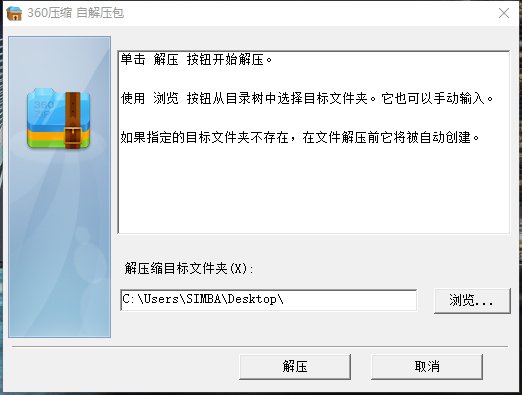 360压缩 自解压包
单击 解压 按钮开始解压。
使用 浏览 按钮从目录树中选择目标文件夹。它也可以手动输入。
如果指定的目标文件夹不存在，在文件解压前它将被自动创建。
360
ZIP
解压缩目标文件夹(X):
C:\Users\SIMBA\Desktop\
浏览...
解压
取消